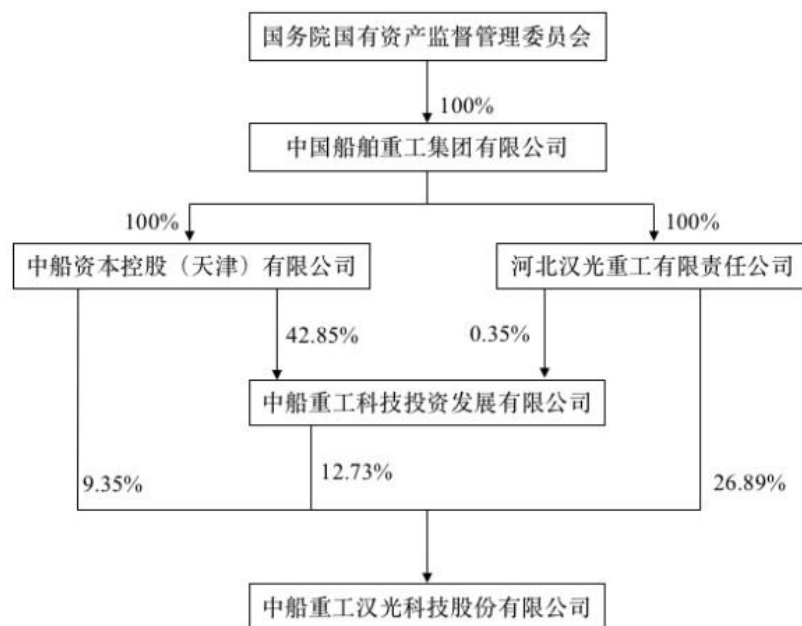 国务院国有资产监督管理委员会
100%
中国船舶重工集团有限公司
100%
100%
中船资本控股（天津）有限公司
河北汉光重工有限责任公司
42.85%
0.35%
中船重工科技投资发展有限公司
9.35%
12.73%
26.89%
中船重工汉光科技股份有限公司